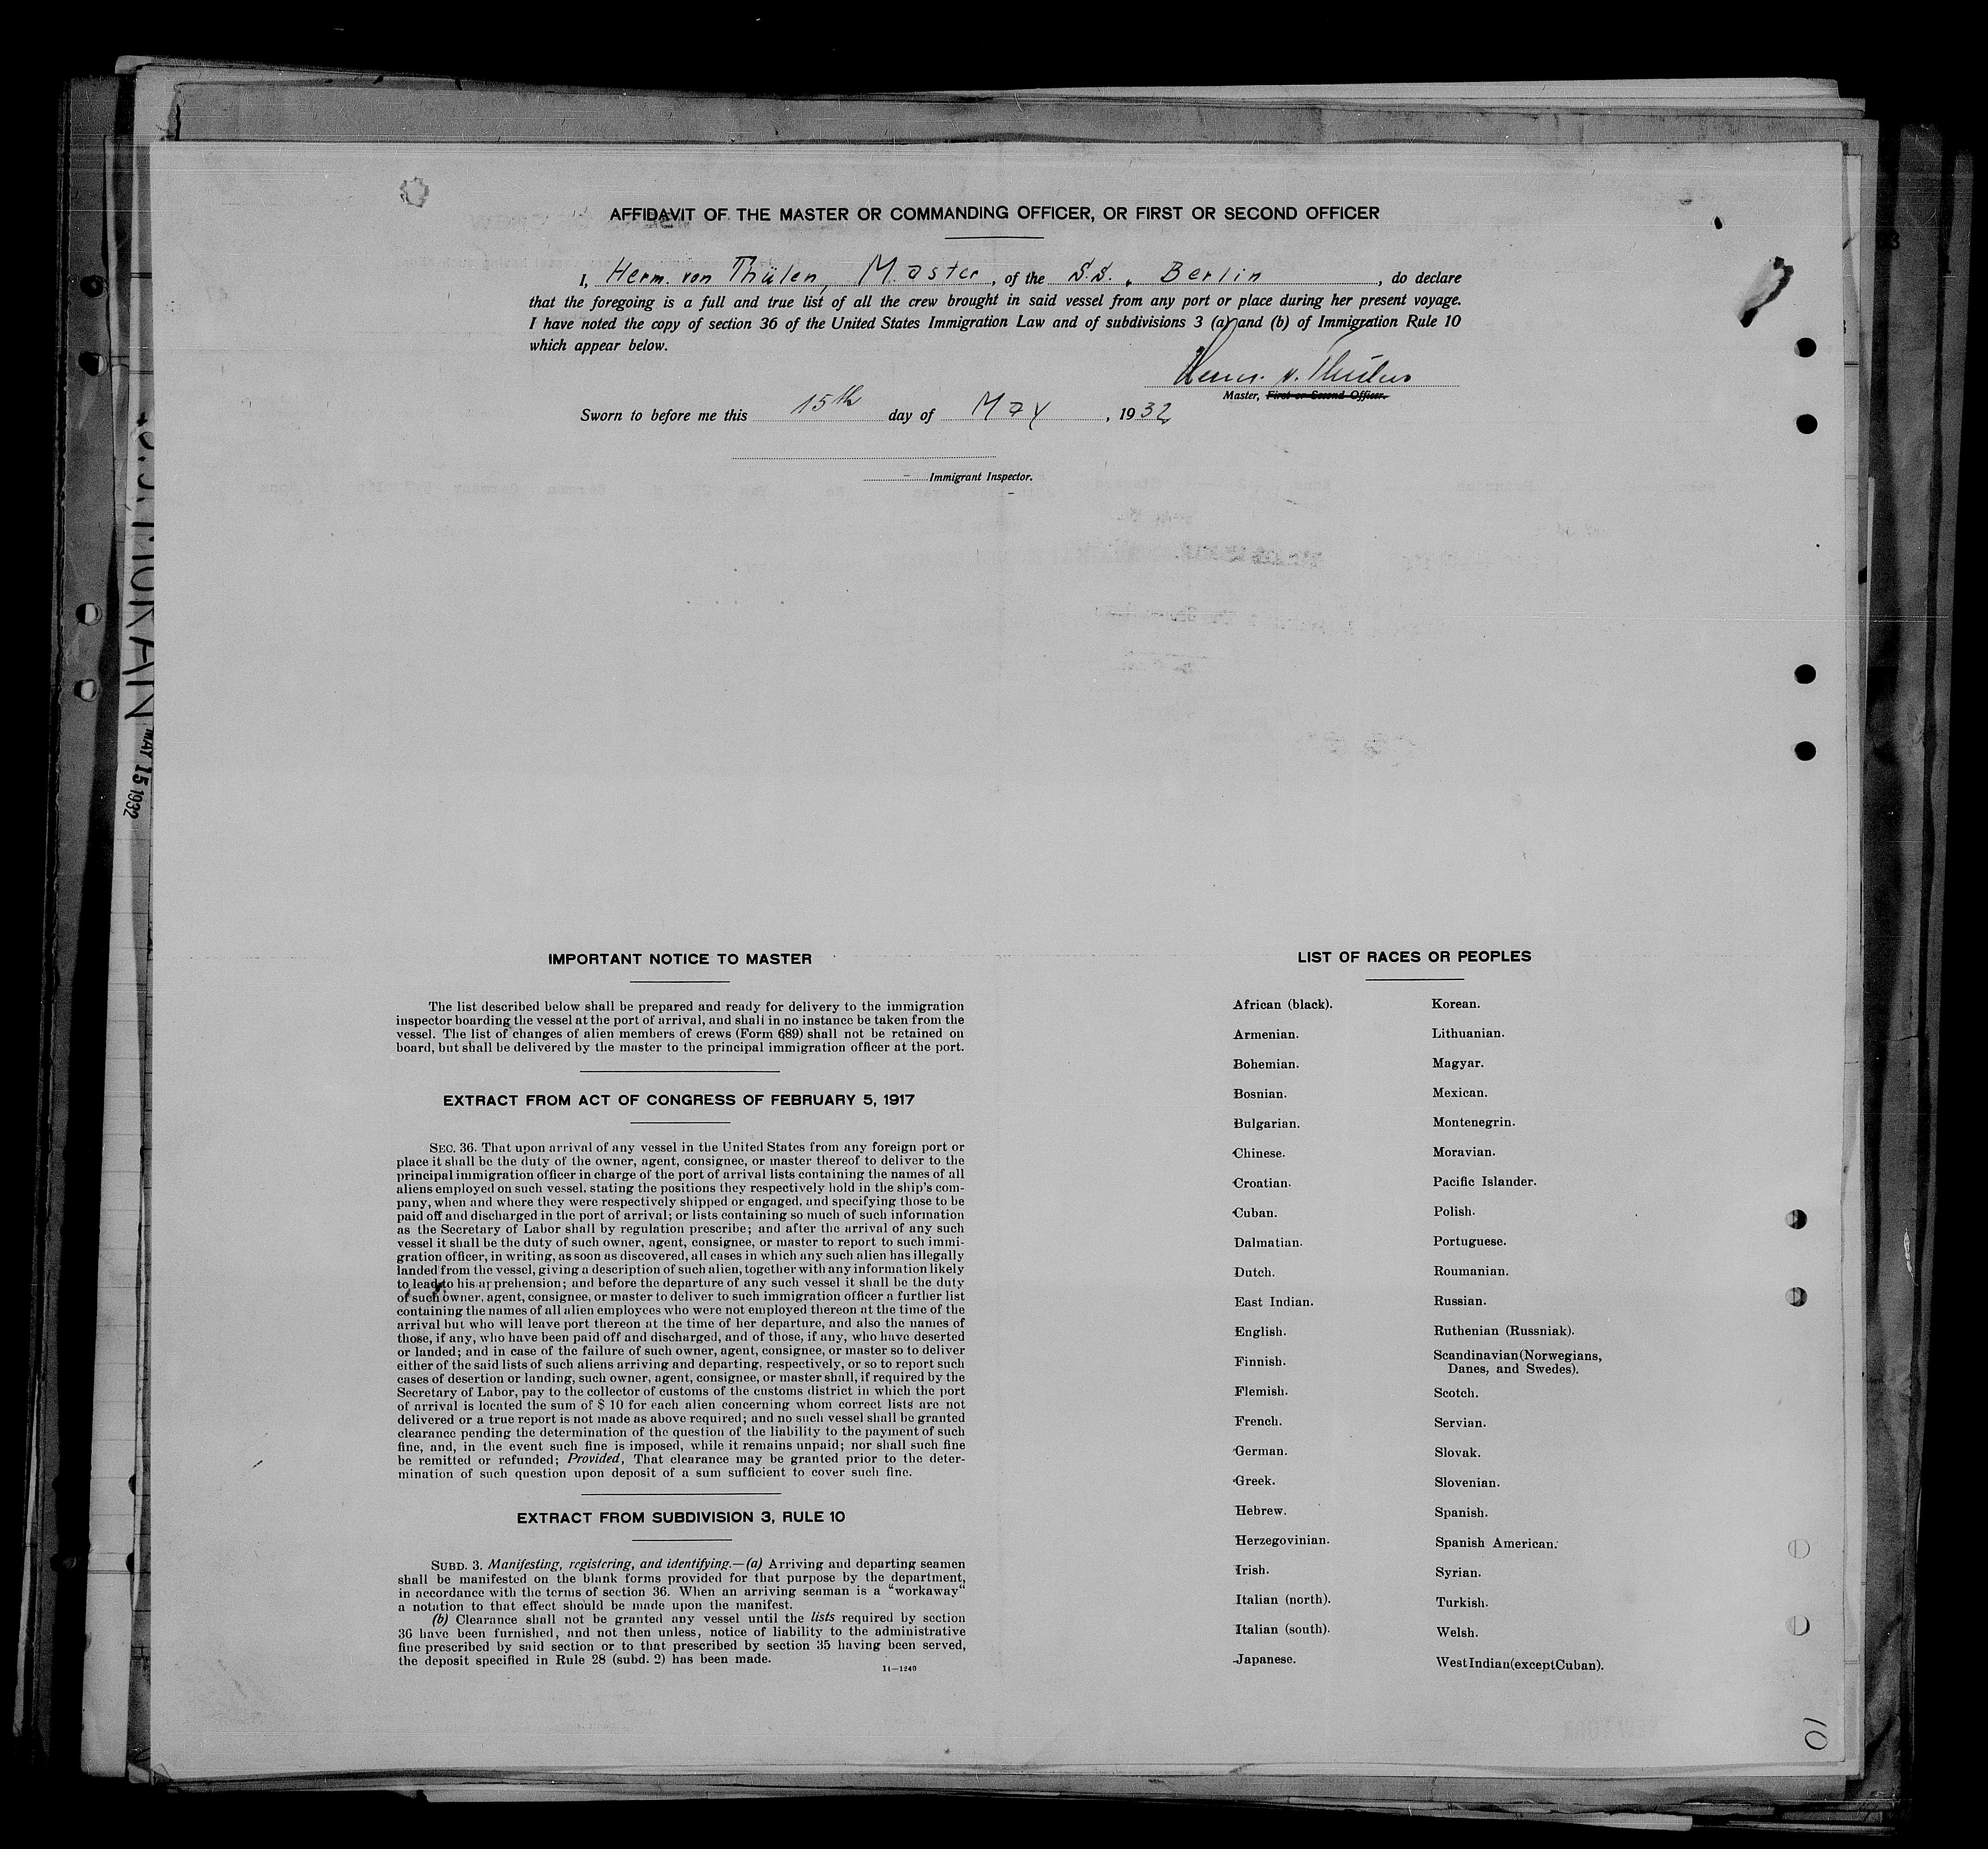 AFFIDAVIT OF THE MASTER OR COMMANDING OFFICER, OR FIRST OR SECOND OFFICER
I, Herm. von Thülen, Master, of the S.S. „ Berlin , do declare
that the foregoing is a full and true list of all the crew brought in said vessel from any port or place during her present voyage.
I have noted the copy of section 36 of the United States Immigration Law and of subdivisions 3 (a) and (b) of Immigration Rule 10
which appear below.
Herm. v. Thülen
Master, First or Second Officer.
Sworn to before me this 15th day of May , 1932
Immigrant Inspector.
MAY 15 1932
IMPORTANT NOTICE TO MASTER
The list described below shall be prepared and ready for delivery to the immigration
inspector boarding the vessel at the port of arrival, and shall in no instance be taken from the
vessel. The list of changes of alien members of crews (Form 689) shall not be retained on
board, but shall be delivered by the master to the principal immigration officer at the port.
EXTRACT FROM ACT OF CONGRESS OF FEBRUARY 5, 1917
SEC. 36. That upon arrival of any vessel in the United States from any foreign port or
place it shall be the duty of the owner, agent, consignee, or master thereof to deliver to the
principal immigration officer in charge of the port of arrival lists containing the names of all
aliens employed on such vessel, stating the positions they respectively hold in the ship's com-
pany, when and where they were respectively shipped or engaged, and specifying those to be
paid off and discharged in the port of arrival; or lists containing so much of such information
as the Secretary of Labor shall by regulation prescribe; and after the arrival of any such
vessel it shall be the duty of such owner, agent, consignee, or master to report to such immi-
gration officer, in writing, as soon as discovered, all cases in which any such alien has illegally
landed from the vessel, giving a description of such alien, together with any information likely
to lead to his apprehension; and before the departure of any such vessel it shall be the duty
of such owner, agent, consignee, or master to deliver to such immigration officer a further list
containing the names of all alien employees who were not employed thereon at the time of the
arrival but who will leave port thereon at the time of her departure, and also the names of
those, if any, who have been paid off and discharged, and of those, if any, who have deserted
or landed; and in case of the failure of such owner, agent, consignee, or master so to deliver
either of the said lists of such aliens arriving and departing, respectively, or so to report such
cases of desertion or landing, such owner, agent, consignee, or master shall, if required by the
Secretary of Labor, pay to the collector of customs of the customs district in which the port
of arrival is located the sum of $ 10 for each alien concerning whom correct lists are not
delivered or a true report is not made as above required; and no such vessel shall be granted
clearance pending the determination of the question of the liability to the payment of such
fine, and, in the event such fine is imposed, while it remains unpaid; nor shall such fine
be remitted or refunded; Provided, That clearance may be granted prior to the deter-
mination of such question upon deposit of a sum sufficient to cover such fine.
EXTRACT FROM SUBDIVISION 3, RULE 10
SUBD. 3. Manifesting, registering, and identifying.—(a) Arriving and departing seamen
shall be manifested on the blank forms provided for that purpose by the department,
in accordance with the terms of section 36. When an arriving seaman is a “workaway“
a notation to that effect should be made upon the manifest.
(b) Clearance shall not be granted any vessel until the lists required by section
36 have been furnished, and not then unless, notice of liability to the administrative
fine prescribed by said section or to that prescribed by section 35 having been served,
the deposit specified in Rule 28 (subd. 2) has been made.
14—1240
LIST OF RACES OR PEOPLES
African (black).
Armenian.
Bohemian.
Bosnian.
Bulgarian.
Chinese.
Croatian.
Cuban.
Dalmatian.
Dutch.
East Indian.
English.
Finnish.
Flemish.
French.
German.
Greek.
Hebrew.
Herzegovinian.
Irish.
Italian (north).
Italian (south).
Japanese.
Korean.
Lithuanian.
Magyar.
Mexican.
Montenegrin.
Moravian.
Pacific Islander.
Polish.
Portuguese.
Roumanian.
Russian.
Ruthenian (Russniak).
Scandinavian(Norwegians,
Danes, and Swedes).
Scotch.
Servian.
Slovak.
Slovenian.
Spanish.
Spanish American.
Syrian.
Turkish.
Welsh.
West Indian(except Cuban).
10